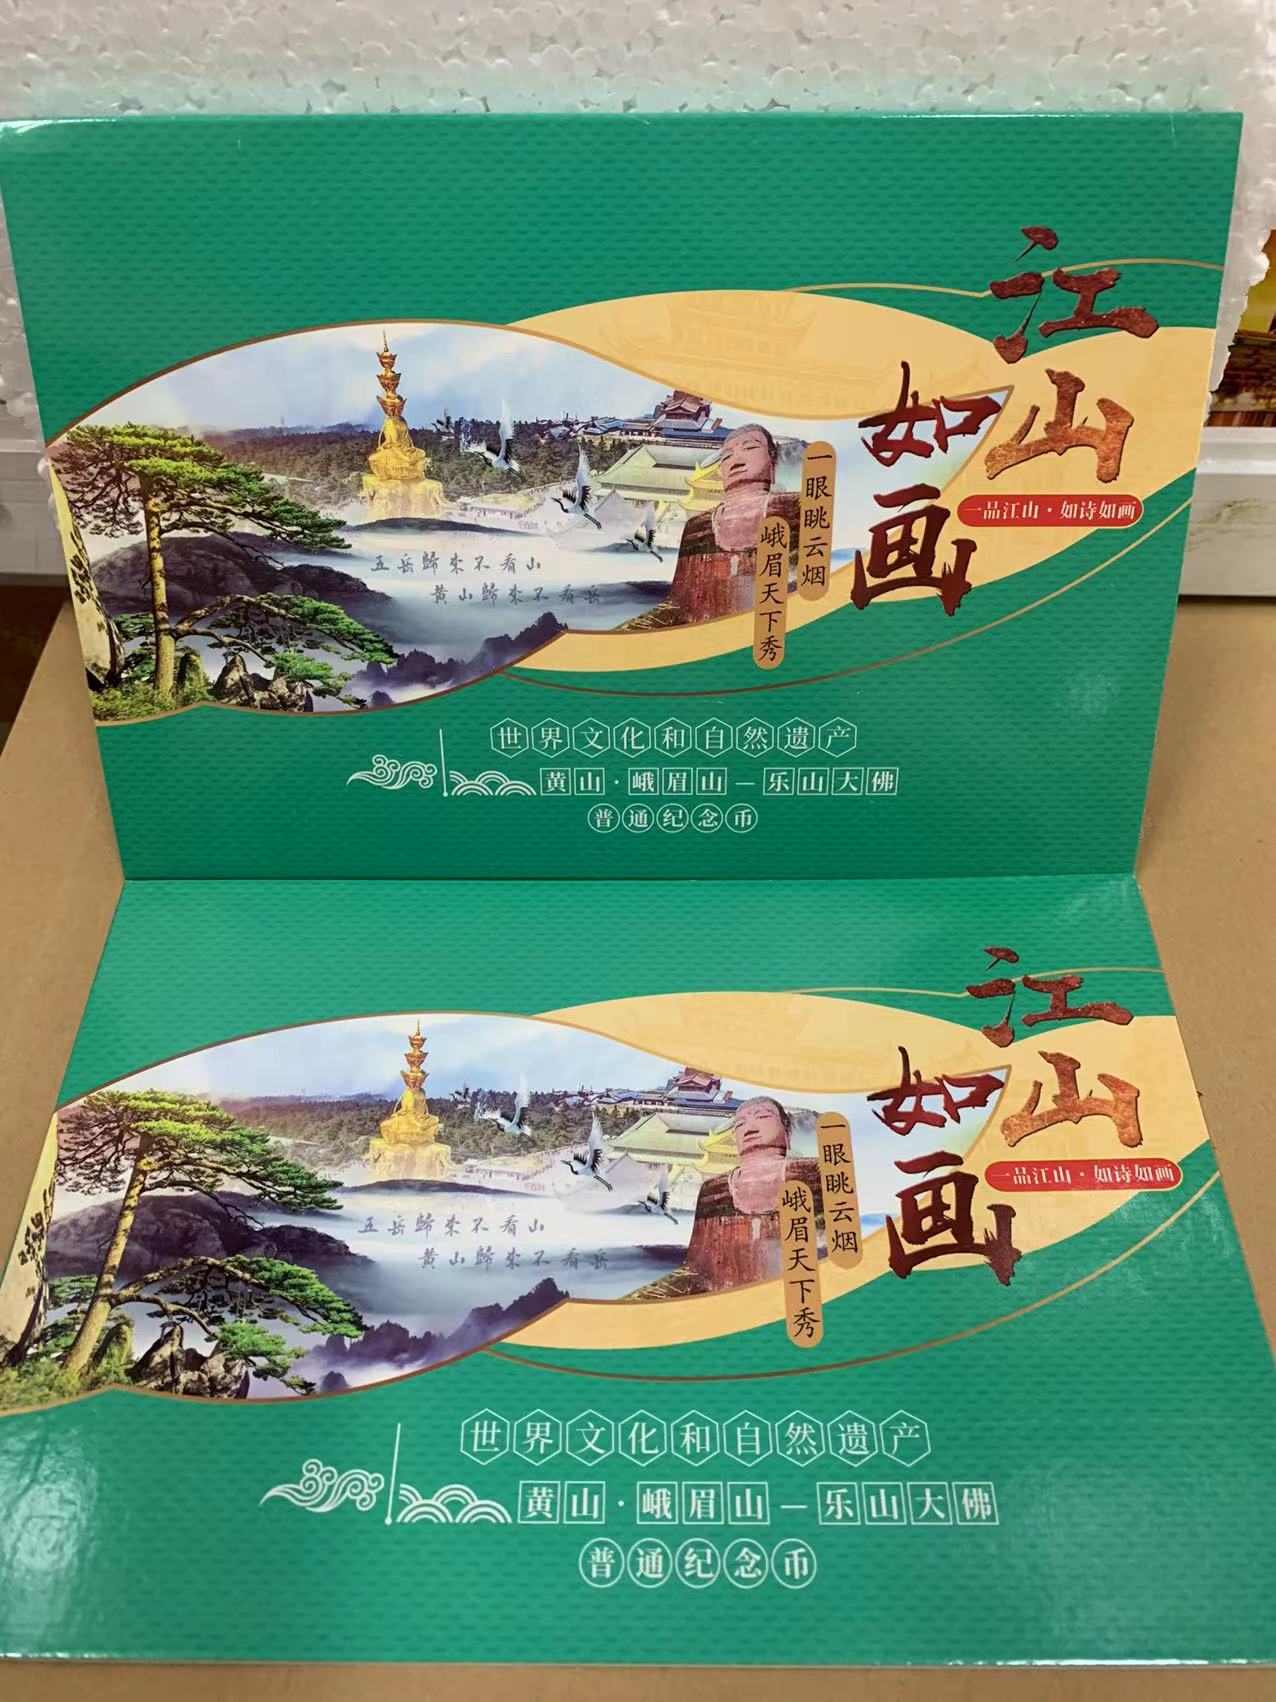 江山
如画
一品江山·如诗如画
一眼眺云烟
峨眉天下秀
五岳歸來不看山
黄山歸來不看岳
世界文化和自然遗产
黄山·峨眉山—乐山大佛
普通纪念币
江山
如画
一品江山·如诗如画
一眼眺云烟
峨眉天下秀
五岳歸來不看山
黄山歸來不看岳
世界文化和自然遗产
黄山·峨眉山—乐山大佛
普通纪念币